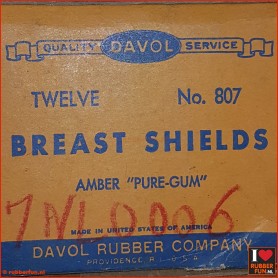 QUALITY DAVOL SERVICE
TWELVE No. 807
BREAST SHIELDS
AMBER "PURE-GUM"
MADE IN UNITED STATES OF AMERICA
DAVOL RUBBER COMPANY
PROVIDENCE, R.I., U.S.A.
I ♥
RUBBER
FUN.NL
© rubberfun.nl